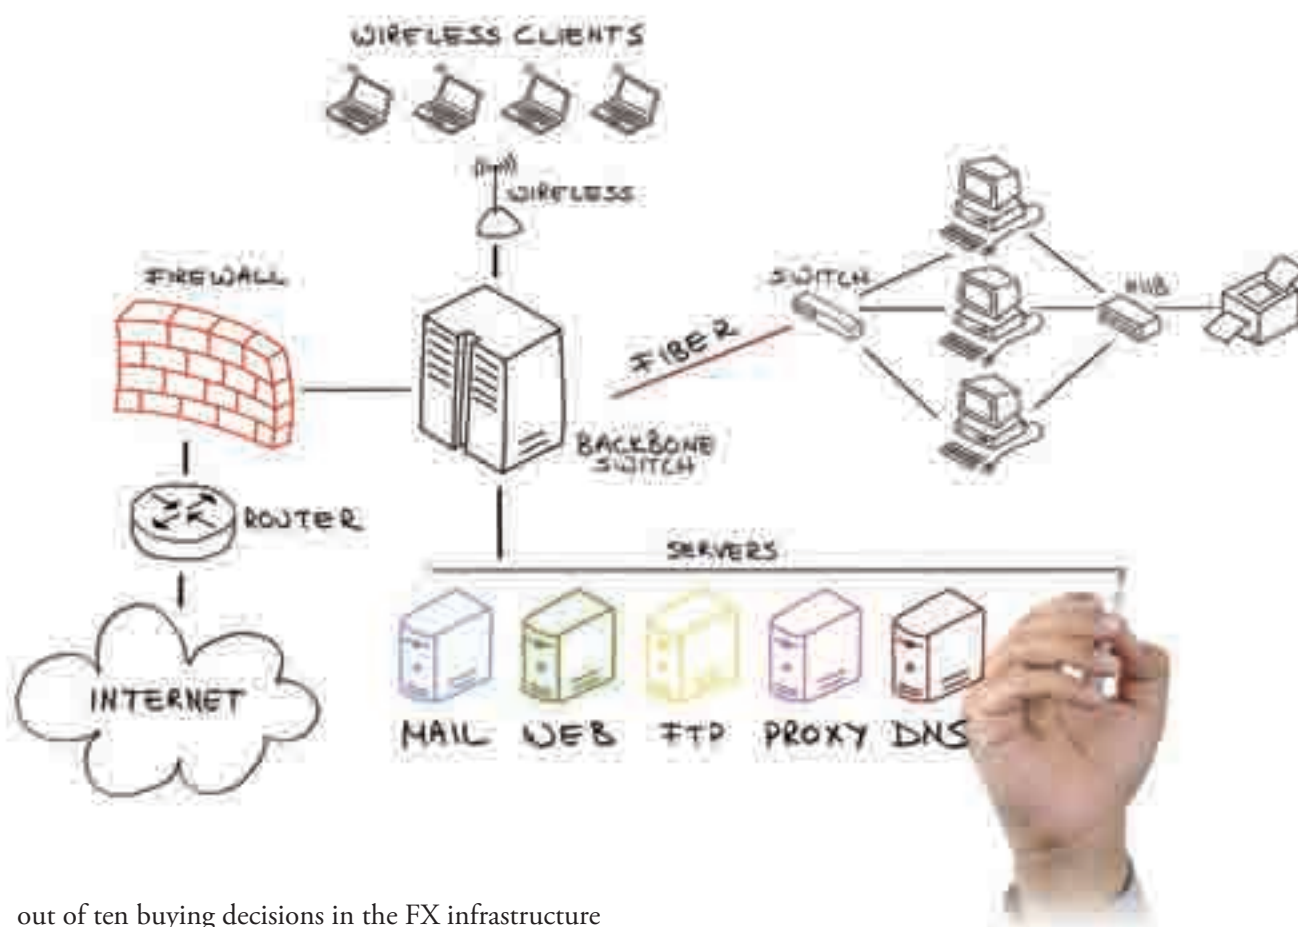 WIRELESS CLIENTS
WIRELESS
FIREWALL
SWITCH
HUB
FIBER
BACKBONE
SWITCH
ROUTER
SERVERS
INTERNET
MAIL WEB FTP PROXY DNS
out of ten buying decisions in the FX infrastructure